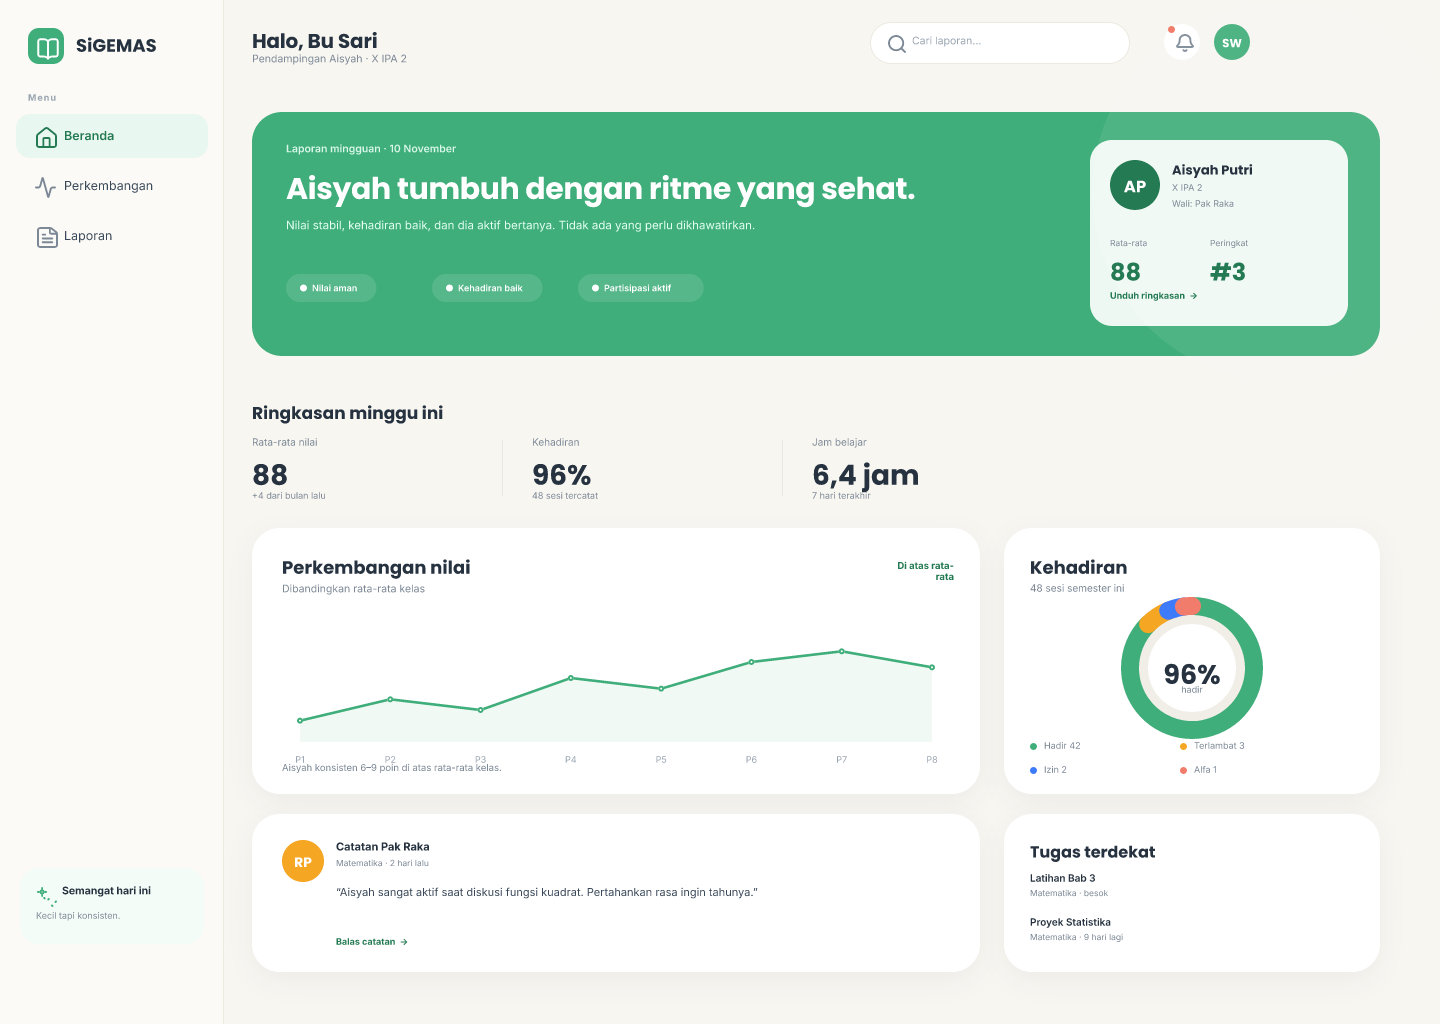 SiGEMAS
Menu
Beranda
Perkembangan
Laporan
Semangat hari ini
Kecil tapi konsisten.
Halo, Bu Sari
Pendampingan Aisyah · X IPA 2
Cari laporan...
SW
Laporan mingguan · 10 November
Aisyah tumbuh dengan ritme yang sehat.
Nilai stabil, kehadiran baik, dan dia aktif bertanya. Tidak ada yang perlu dikhawatirkan.
Nilai aman
Kehadiran baik
Partisipasi aktif
AP
Aisyah Putri
X IPA 2
Wali: Pak Raka
Rata-rata
Peringkat
88
#3
Unduh ringkasan →
Ringkasan minggu ini
Rata-rata nilai
88
+4 dari bulan lalu
Kehadiran
96%
48 sesi tercatat
Jam belajar
6,4 jam
7 hari terakhir
Perkembangan nilai
Dibandingkan rata-rata kelas
Di atas rata-
rata
P1 P2 P3 P4 P5 P6 P7 P8
Aisyah konsisten 6–9 poin di atas rata-rata kelas.
Kehadiran
48 sesi semester ini
96%
hadir
Hadir 42
Terlambat 3
Izin 2
Alfa 1
RP
Catatan Pak Raka
Matematika · 2 hari lalu
“Aisyah sangat aktif saat diskusi fungsi kuadrat. Pertahankan rasa ingin tahunya.”
Balas catatan →
Tugas terdekat
Latihan Bab 3
Matematika · besok
Proyek Statistika
Matematika · 9 hari lagi